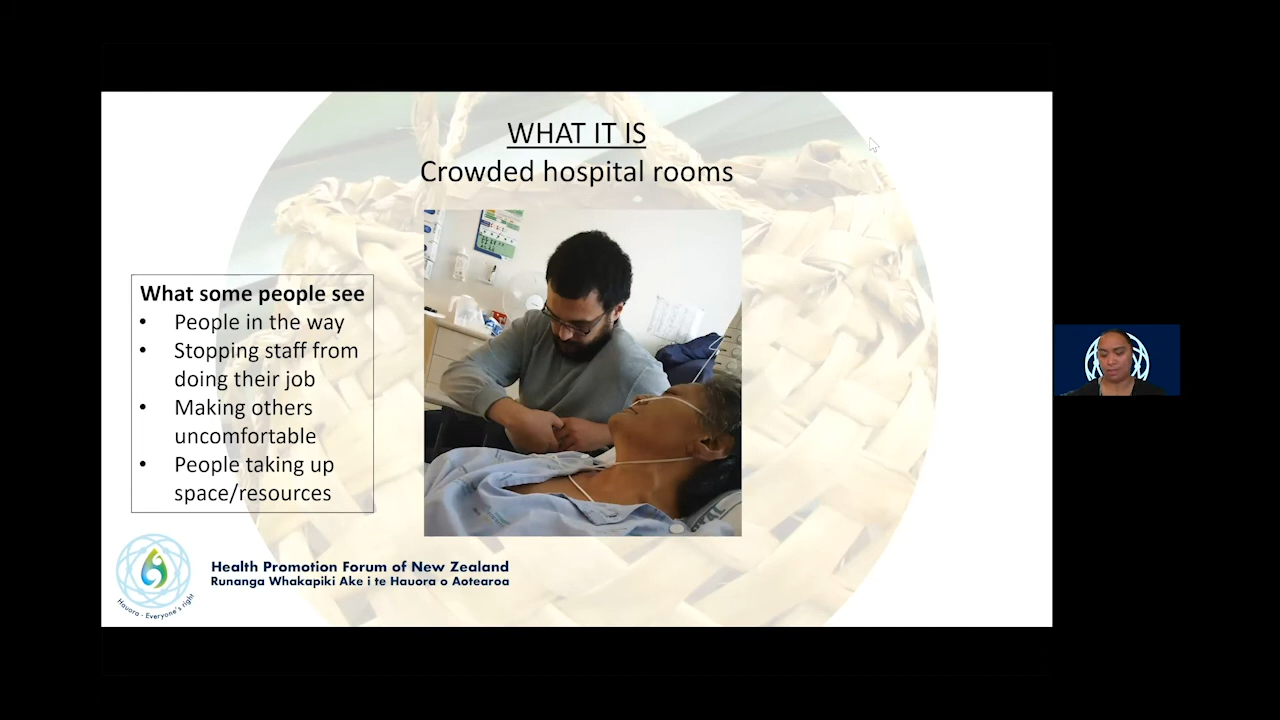 WHAT IT IS
Crowded hospital rooms
What some people see
• People in the way
• Stopping staff from
doing their job
• Making others
uncomfortable
• People taking up
space/resources
Health Promotion Forum of New Zealand
Runanga Whakapiki Ake i te Hauora o Aotearoa
Hauora - Everyone's right